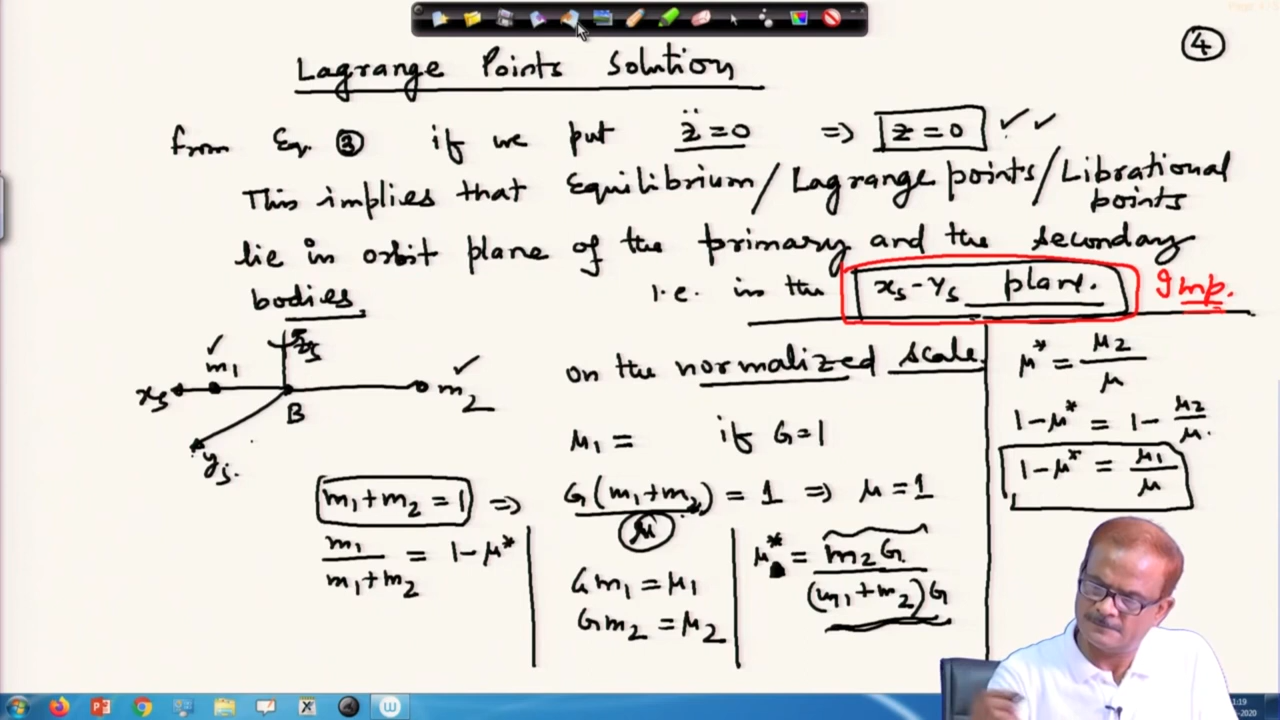 ④
Lagrange Points Solution
from Eq. ③ if we put z̈=0 ⇒ z=0 ✓✓
This implies that Equilibrium/Lagrange points/Librational points
lie in orbit plane of the primary and the secondary
bodies. i.e. in the xₛ-Yₛ plane. Imp.
m₁ m₂
xₛ B
yₛ.
on the normalized scale.
μ₁ = if G=1
m₁+m₂=1 ⇒ G(m₁+m₂) = 1 ⇒ μ=1
μ
m₁/(m₁+m₂) = 1-μ*
Gm₁=μ₁
Gm₂=μ₂
μ* = m₂G/(m₁+m₂)G
μ* = μ₂/μ
1-μ* = 1- μ₂/μ.
1-μ* = μ₁/μ